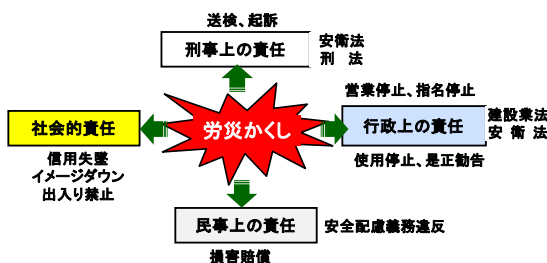 送検、起訴
刑事上の責任
安衛法
刑　法
営業停止、指名停止
社会的責任
労災かくし
行政上の責任
建設業法
安 衛 法
信用失墜
イメージダウン
出入り禁止
使用停止、是正勧告
民事上の責任
安全配慮義務違反
損害賠償